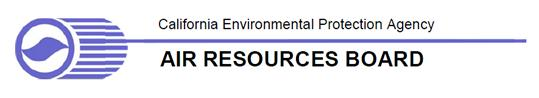 California Environmental Protection Agency
AIR RESOURCES BOARD